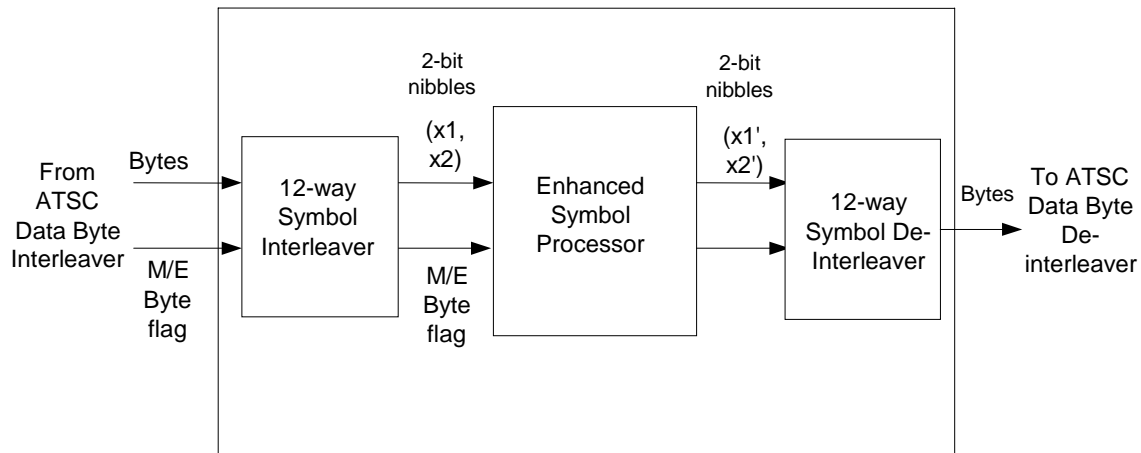 From
ATSC
Data Byte
Interleaver
Bytes
M/E
Byte
flag
12-way
Symbol
Interleaver
2-bit
nibbles
(x1,
x2)
M/E
Byte
flag
Enhanced
Symbol
Processor
2-bit
nibbles
(x1',
x2')
12-way
Symbol De-
Interleaver
Bytes
To ATSC
Data Byte
De-
interleaver